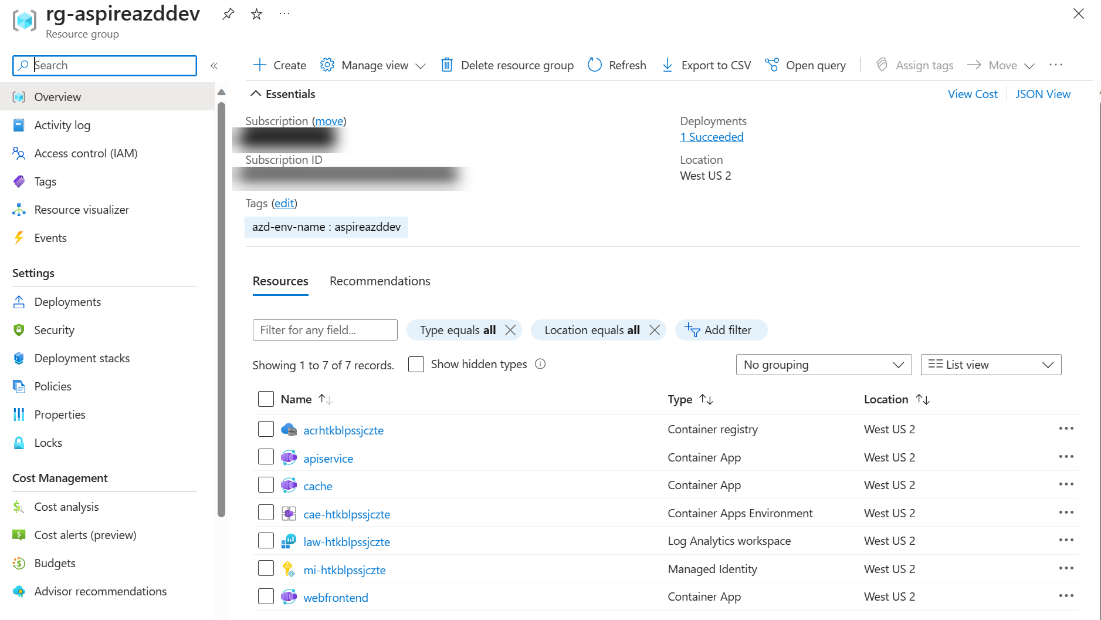 rg-aspireazddev
Resource group
Search
Overview
Activity log
Access control (IAM)
Tags
Resource visualizer
Events
Settings
Deployments
Security
Deployment stacks
Policies
Properties
Locks
Cost Management
Cost analysis
Cost alerts (preview)
Budgets
Advisor recommendations
Create Manage view Delete resource group Refresh Export to CSV Open query Assign tags Move
Essentials View Cost JSON View
Subscription (move)
Subscription ID
Deployments
1 Succeeded
Location
West US 2
Tags (edit)
azd-env-name : aspireazddev
Resources Recommendations
Filter for any field... Type equals all Location equals all Add filter
Showing 1 to 7 of 7 records. Show hidden types No grouping List view
Name Type Location
acrhtkblpssjczte Container registry West US 2
apiservice Container App West US 2
cache Container App West US 2
cae-htkblpssjczte Container Apps Environment West US 2
law-htkblpssjczte Log Analytics workspace West US 2
mi-htkblpssjczte Managed Identity West US 2
webfrontend Container App West US 2